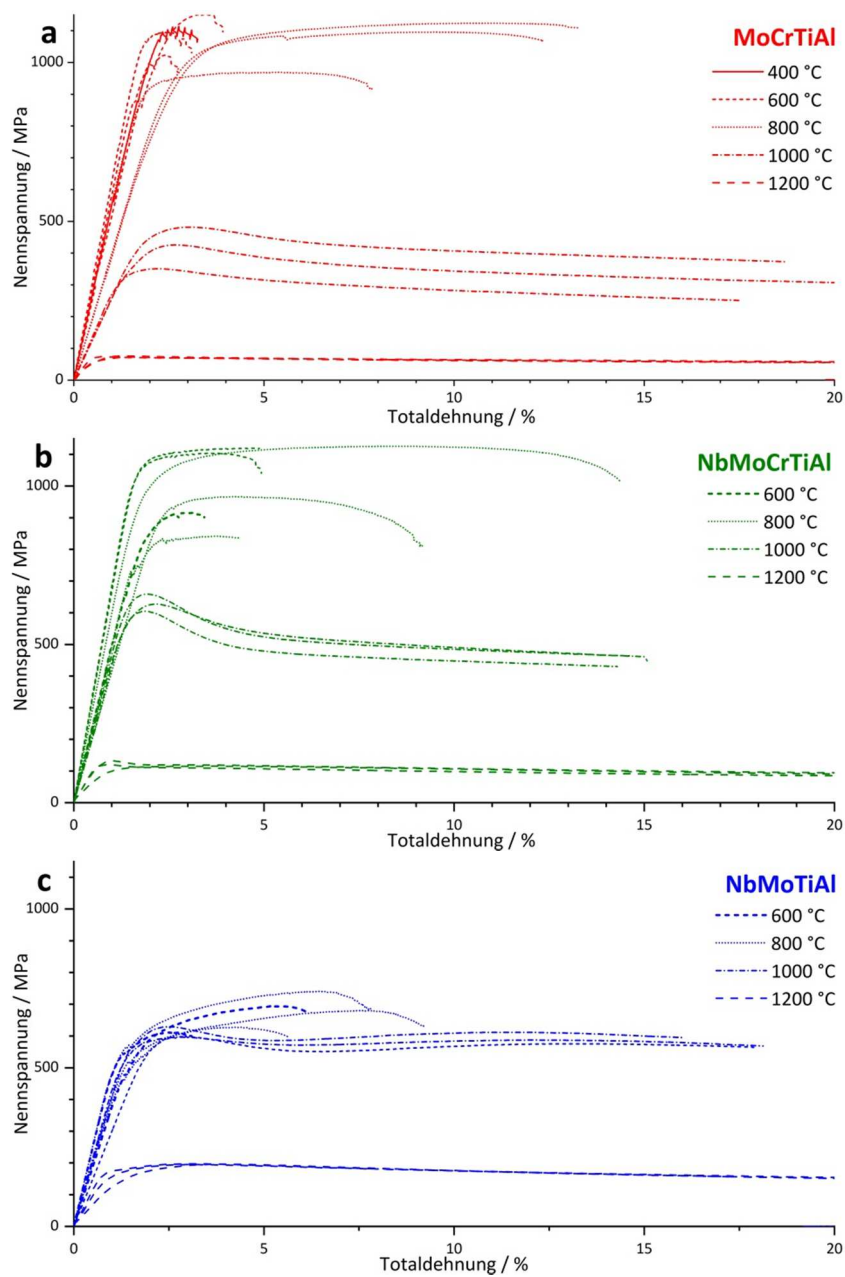 a
MoCrTiAl
400 °C
600 °C
800 °C
1000 °C
1200 °C
Nennspannung / MPa
1000
500
0
0 5 10 15 20
Totaldehnung / %
b
NbMoCrTiAl
600 °C
800 °C
1000 °C
1200 °C
Nennspannung / MPa
1000
500
0
0 5 10 15 20
Totaldehnung / %
c
NbMoTiAl
600 °C
800 °C
1000 °C
1200 °C
Nennspannung / MPa
1000
500
0
0 5 10 15 20
Totaldehnung / %